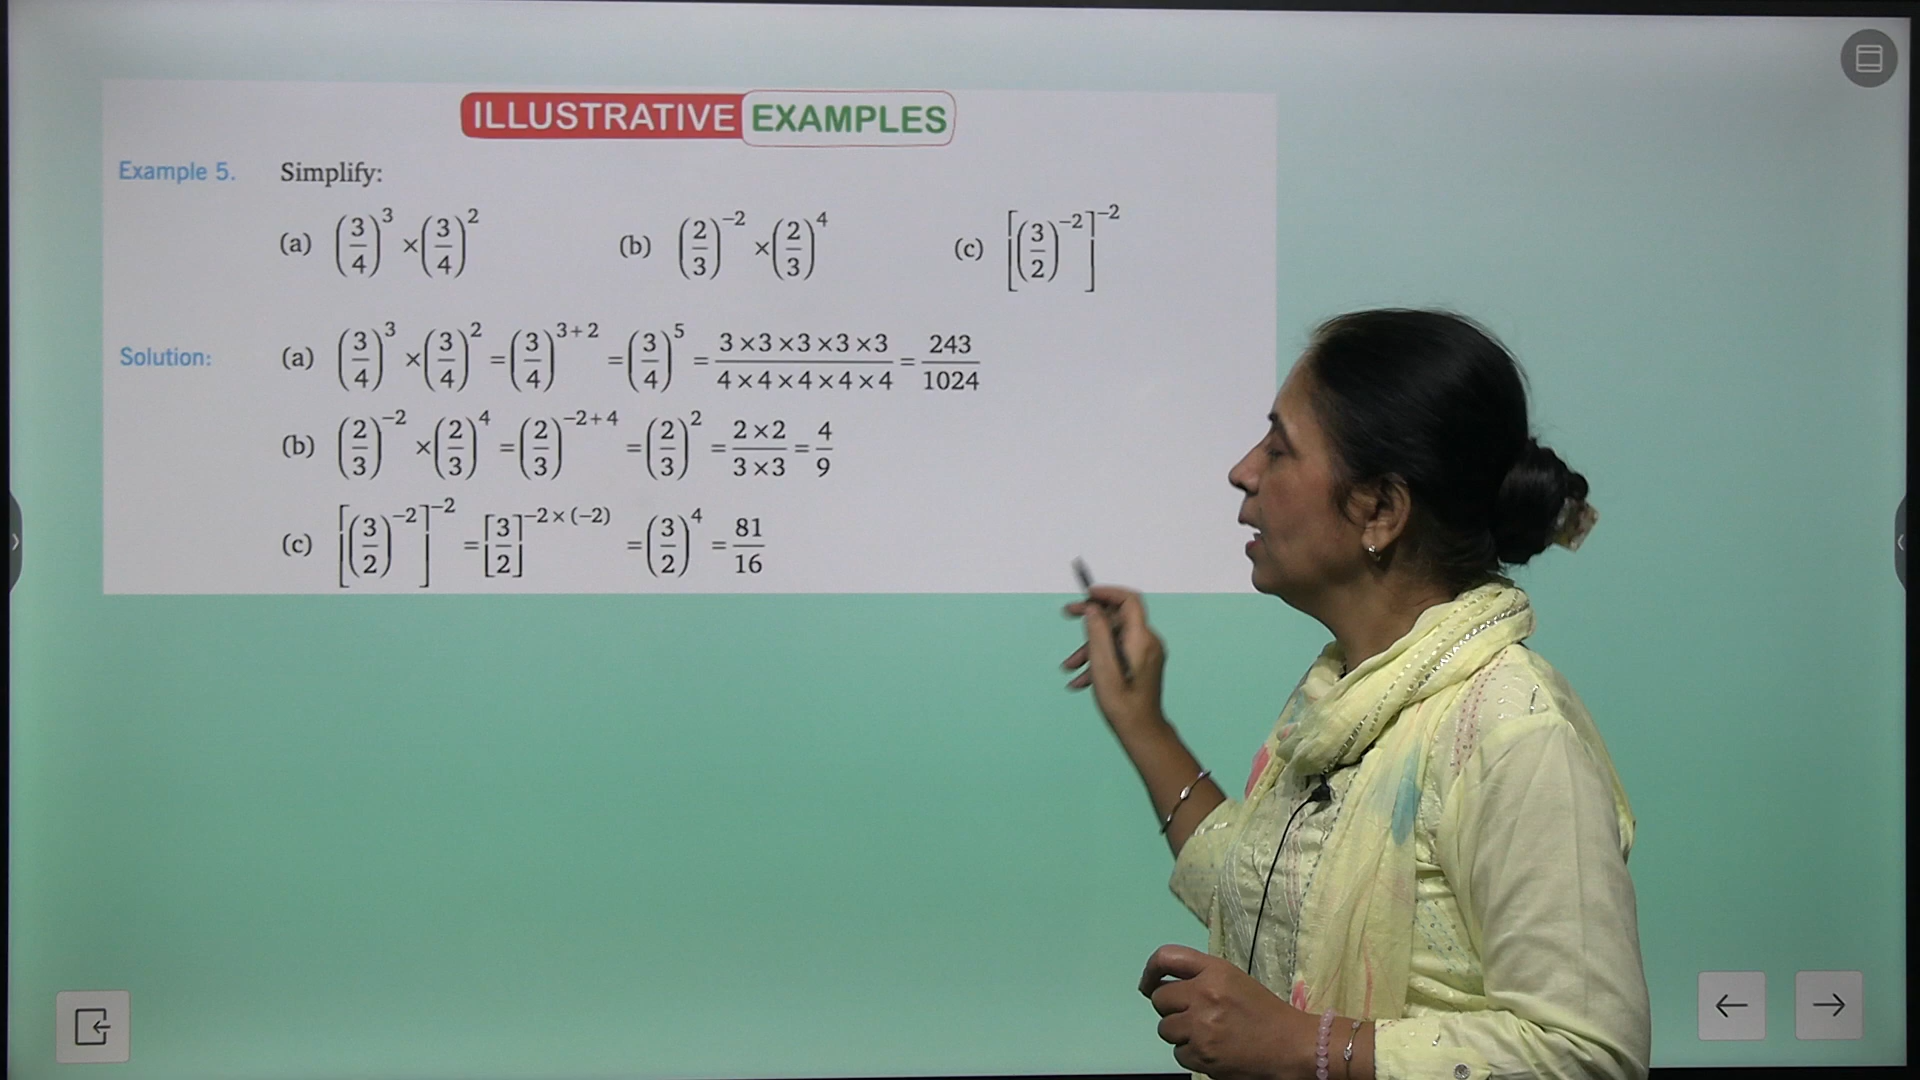 ILLUSTRATIVE EXAMPLES
Example 5. Simplify:
(a) (3/4)^3 × (3/4)^2 (b) (2/3)^–2 × (2/3)^4 (c) [(3/2)^–2]^–2
Solution: (a) (3/4)^3 × (3/4)^2 = (3/4)^3+2 = (3/4)^5 = 3×3×3×3×3/4×4×4×4×4 = 243/1024
(b) (2/3)^–2 × (2/3)^4 = (2/3)^–2+4 = (2/3)^2 = 2×2/3×3 = 4/9
(c) [(3/2)^–2]^–2 = [3/2]^–2×(–2) = (3/2)^4 = 81/16